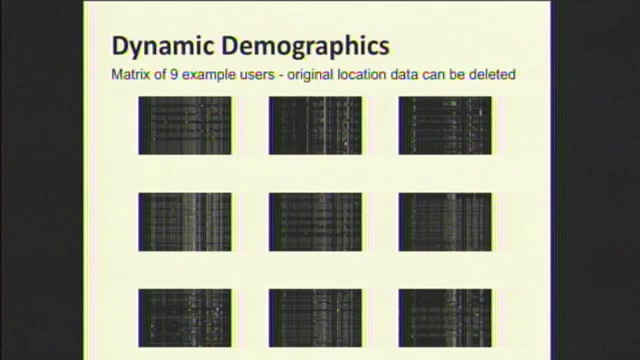 Dynamic Demographics
Matrix of 9 example users - original location data can be deleted